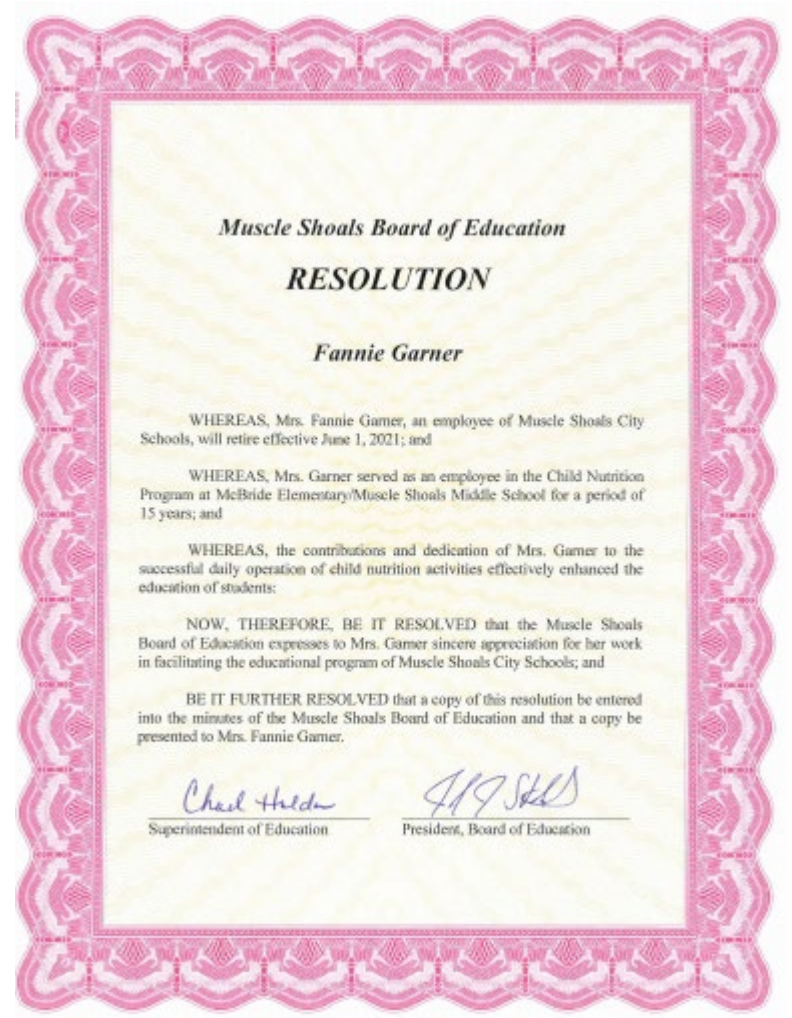 Muscle Shoals Board of Education
RESOLUTION
Fannie Garner
WHEREAS, Mrs. Fannie Garner, an employee of Muscle Shoals City
Schools, will retire effective June 1, 2021; and
WHEREAS, Mrs. Garner served as an employee in the Child Nutrition
Program at McBride Elementary/Muscle Shoals Middle School for a period of
15 years; and
WHEREAS, the contributions and dedication of Mrs. Garner to the
successful daily operation of child nutrition activities effectively enhanced the
education of students:
NOW, THEREFORE, BE IT RESOLVED that the Muscle Shoals
Board of Education expresses to Mrs. Garner sincere appreciation for her work
in facilitating the educational program of Muscle Shoals City Schools; and
BE IT FURTHER RESOLVED that a copy of this resolution be entered
into the minutes of the Muscle Shoals Board of Education and that a copy be
presented to Mrs. Fannie Garner.
Chad Holden
Superintendent of Education
President, Board of Education